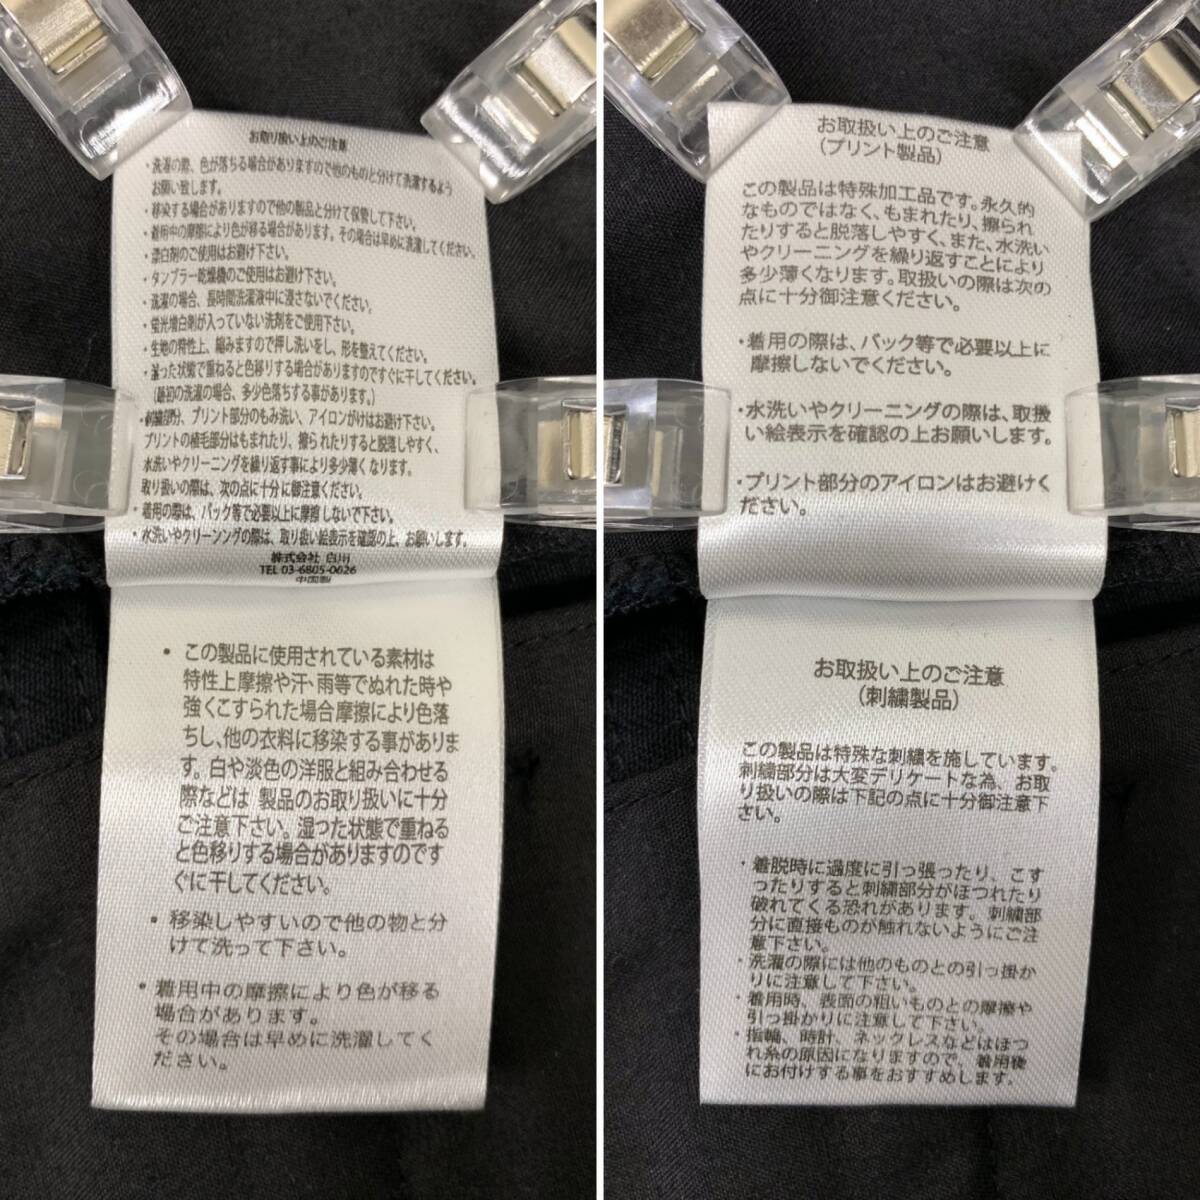 お取り扱い上のご注意
・洗濯の際、色が落ちる場合がありますので他のものと分けて洗濯するよう
お願い致します。
・移染する場合がありますので他の製品と分けて保管して下さい。
・着用中の摩擦により色が移る場合があります。その場合は早めに洗濯してください。
・漂白剤のご使用はお避け下さい。
・タンブラー乾燥機のご使用はお避け下さい。
・洗濯の場合、長時間洗濯液中に浸さないでください。
・蛍光増白剤が入っていない洗剤をご使用下さい。
・生地の特性上、縮みますので押し洗いをし、形を整えてください。
・湿った状態で重ねると色移りする場合がありますのですぐに干してください。
(最初の洗濯の場合、多少色落ちする事があります。)
・刺繍部分、プリント部分のもみ洗い、アイロンがけはお避け下さい。
プリントの植毛部分はもまれたり、擦られたりすると脱落しやすく、
水洗いやクリーニングを繰り返す事により多少薄くなります。
取り扱いの際は、次の点に十分に御注意ください。
・着用の際は、バック等で必要以上に摩擦しないで下さい。
・水洗いやクリーンングの際は、取り扱い絵表示を確認の上、お願いします。
株式会社 白川
TEL 03-6805-0626
中国製
・この製品に使用されている素材は
特性上摩擦や汗、雨等でぬれた時や
強くこすられた場合摩擦により色落
ちし、他の衣料に移染する事がありま
す。白や淡色の洋服と組み合わせる
際などは 製品のお取り扱いに十分
ご注意下さい。湿った状態で重ねる
と色移りする場合がありますのです
ぐに干してください。
・移染しやすいので他の物と分
けて洗って下さい。
・着用中の摩擦により色が移る
場合があります。
その場合は早めに洗濯してく
ださい。
お取扱い上のご注意
(プリント製品)
この製品は特殊加工品です。永久的
なものではなく、もまれたり、擦られ
たりすると脱落しやすく、また、水洗い
やクリーニングを繰り返すことにより
多少薄くなります。取扱いの際は次の
点に十分御注意ください。
・着用の際は、バック等で必要以上に
摩擦しないでください。
・水洗いやクリーニングの際は、取扱
い絵表示を確認の上お願いします。
・プリント部分のアイロンはお避けく
ださい。
お取扱い上のご注意
(刺繍製品)
この製品は特殊な刺繍を施しています。
刺繍部分は大変デリケートな為、お取
り扱いの際は下記の点に十分御注意下
さい。
・着脱時に過度に引っ張ったり、こす
ったりすると刺繍部分がほつれたり
破れてくる恐れがあります。刺繍部
分に直接ものが触れないようにご注
意下さい。
・洗濯の際には他のものとの引っ掛か
りに注意して下さい。
・着用時、表面の粗いものとの摩擦や
引っ掛かりに注意して下さい。
・指輪、時計、ネックレスなどはほつ
れ糸の原因になりますので、着用後
にお付けする事をおすすめします。